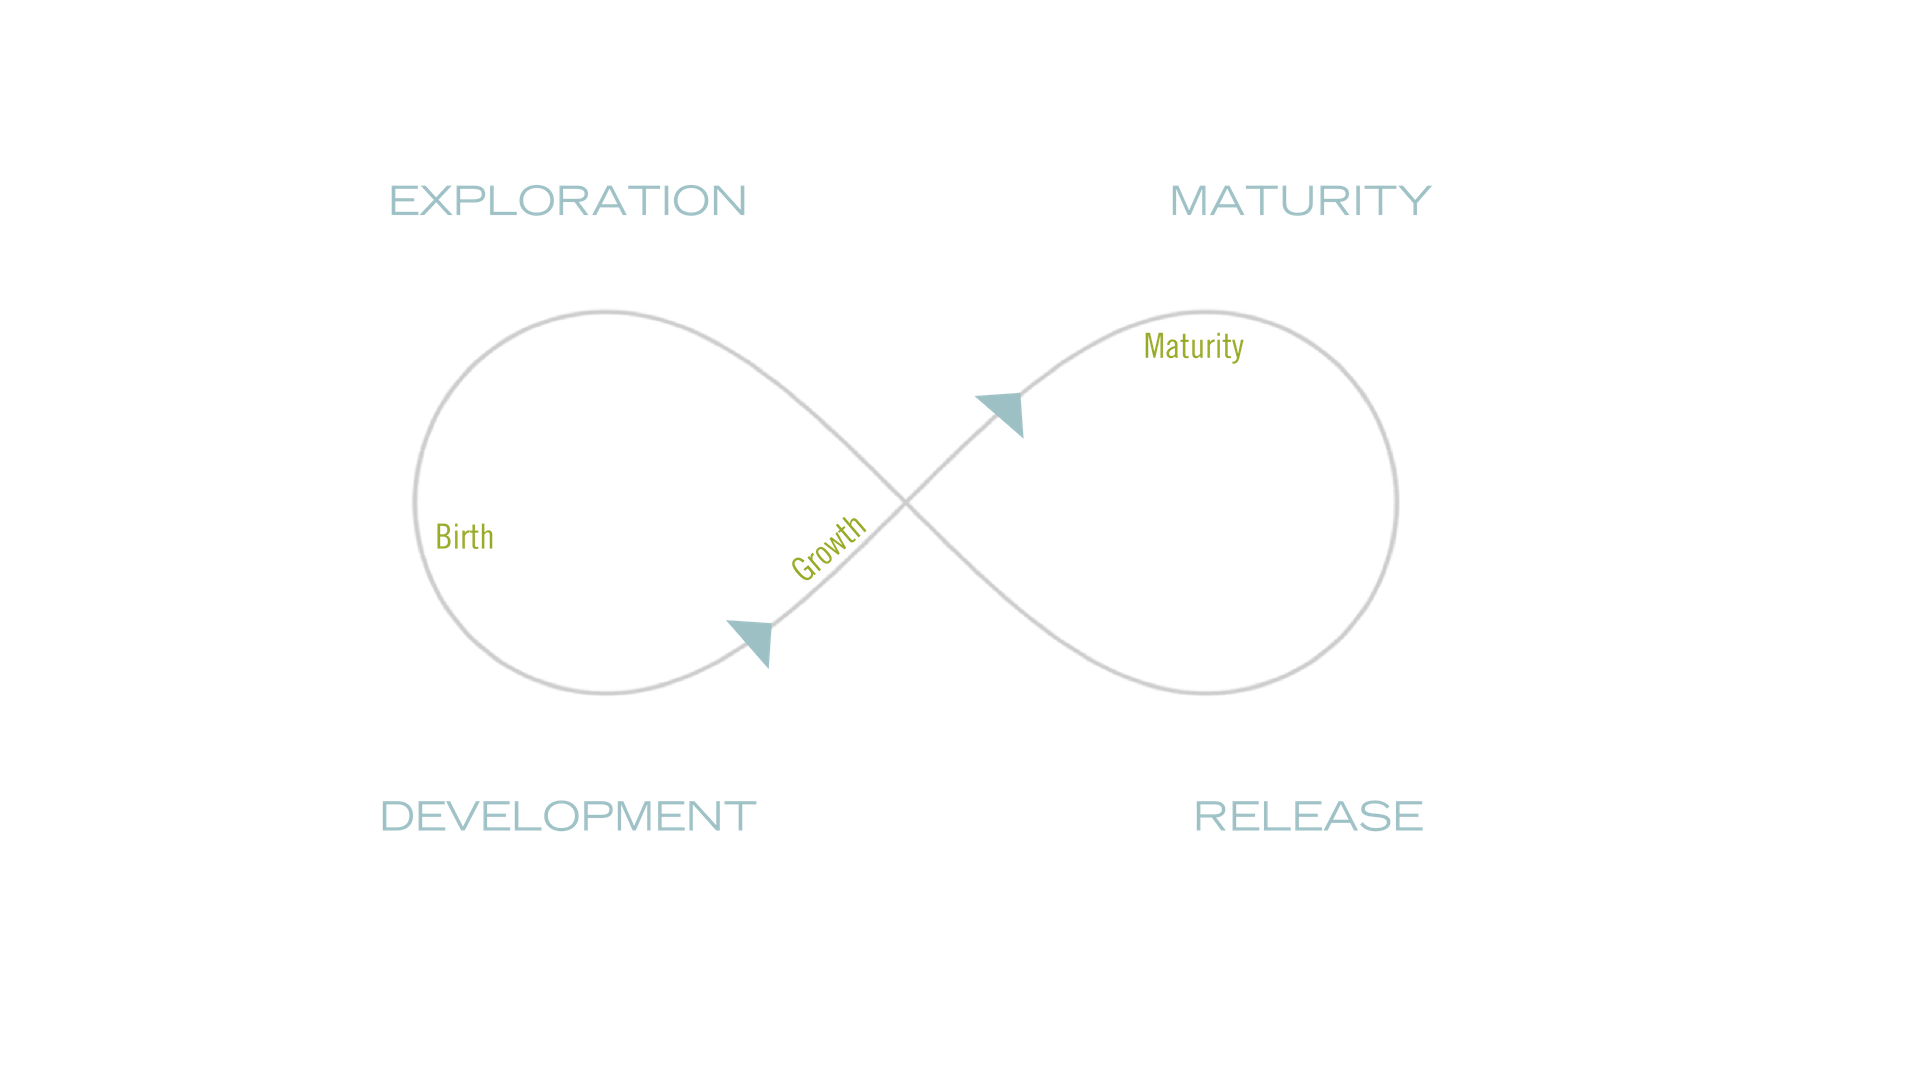 EXPLORATION
MATURITY
Maturity
Birth
Growth
DEVELOPMENT
RELEASE